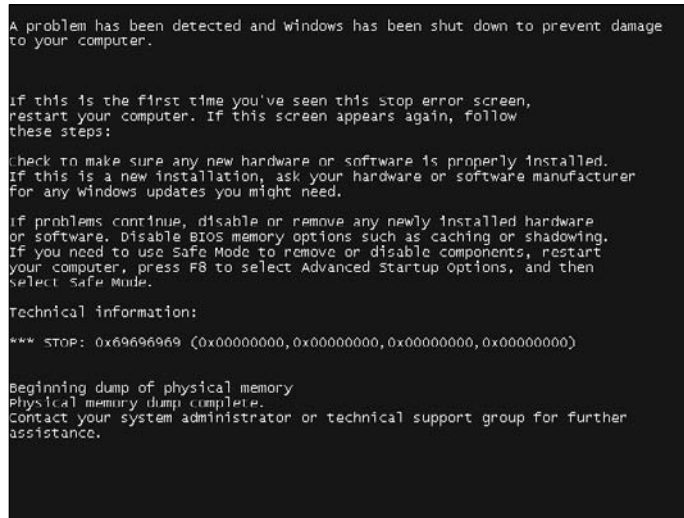 A problem has been detected and Windows has been shut down to prevent damage
to your computer.
If this is the first time you've seen this Stop error screen,
restart your computer. If this screen appears again, follow
these steps:
Check to make sure any new hardware or software is properly installed.
If this is a new installation, ask your hardware or software manufacturer
for any Windows updates you might need.
If problems continue, disable or remove any newly installed hardware
or software. Disable BIOS memory options such as caching or shadowing.
If you need to use Safe Mode to remove or disable components, restart
your computer, press F8 to select Advanced Startup Options, and then
select Safe Mode.
Technical information:
*** STOP: 0x69696969 (0x00000000,0x00000000,0x00000000,0x00000000)
Beginning dump of physical memory
Physical memory dump complete.
Contact your system administrator or technical support group for further
assistance.